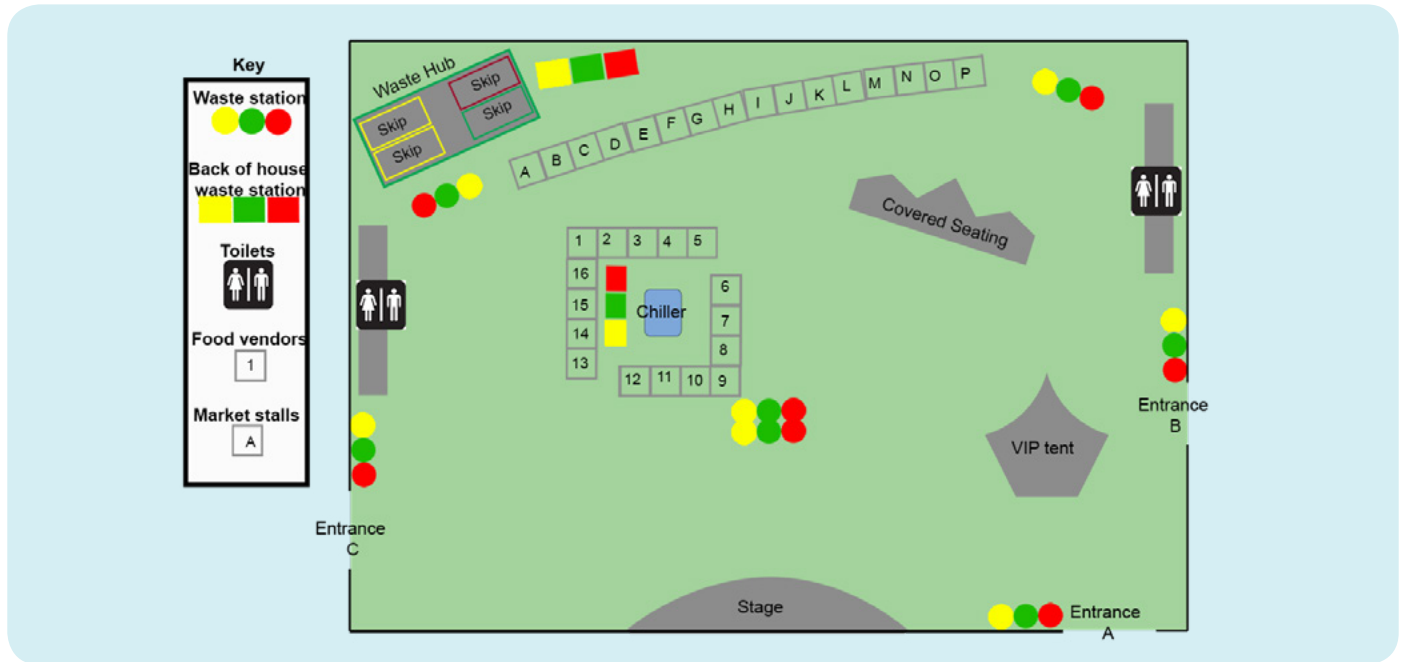 Key
Waste station
Back of house
waste station
Toilets
Food vendors
1
Market stalls
A
Waste Hub
Skip
Skip
Skip
Skip
A B C D E F G H I J K L M N O P
Covered Seating
1 2 3 4 5
16
15
14
13
Chiller
6
7
8
12 11 10 9
VIP tent
Entrance
B
Entrance
C
Stage
Entrance
A